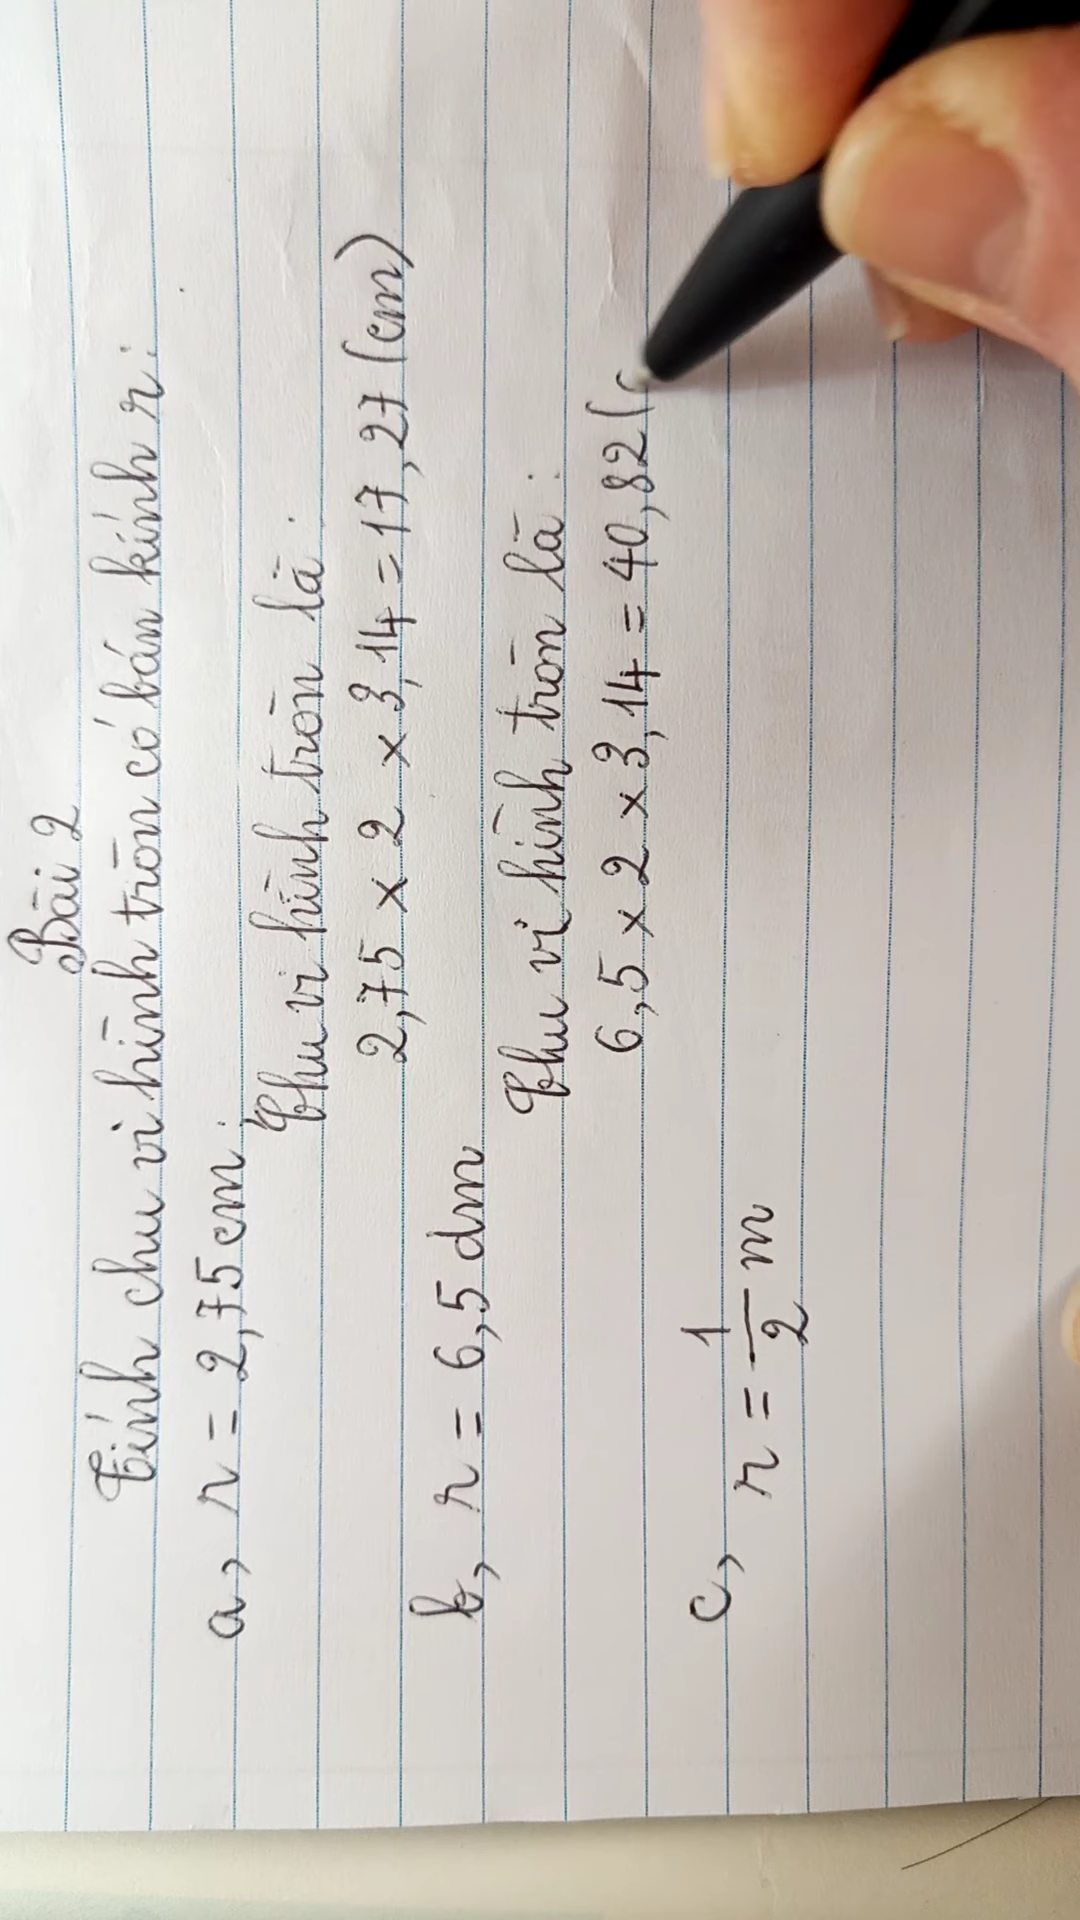 Bài 2
Tính chu vi hình tròn có bán kính r:
a, r = 2,75cm.
Chu vi hình tròn là:
2,75 × 2 × 3,14 = 17,27 (cm)
b, r = 6,5 dm
Chu vi hình tròn là:
6,5 × 2 × 3,14 = 40,82 (
c, r = 1/2 m